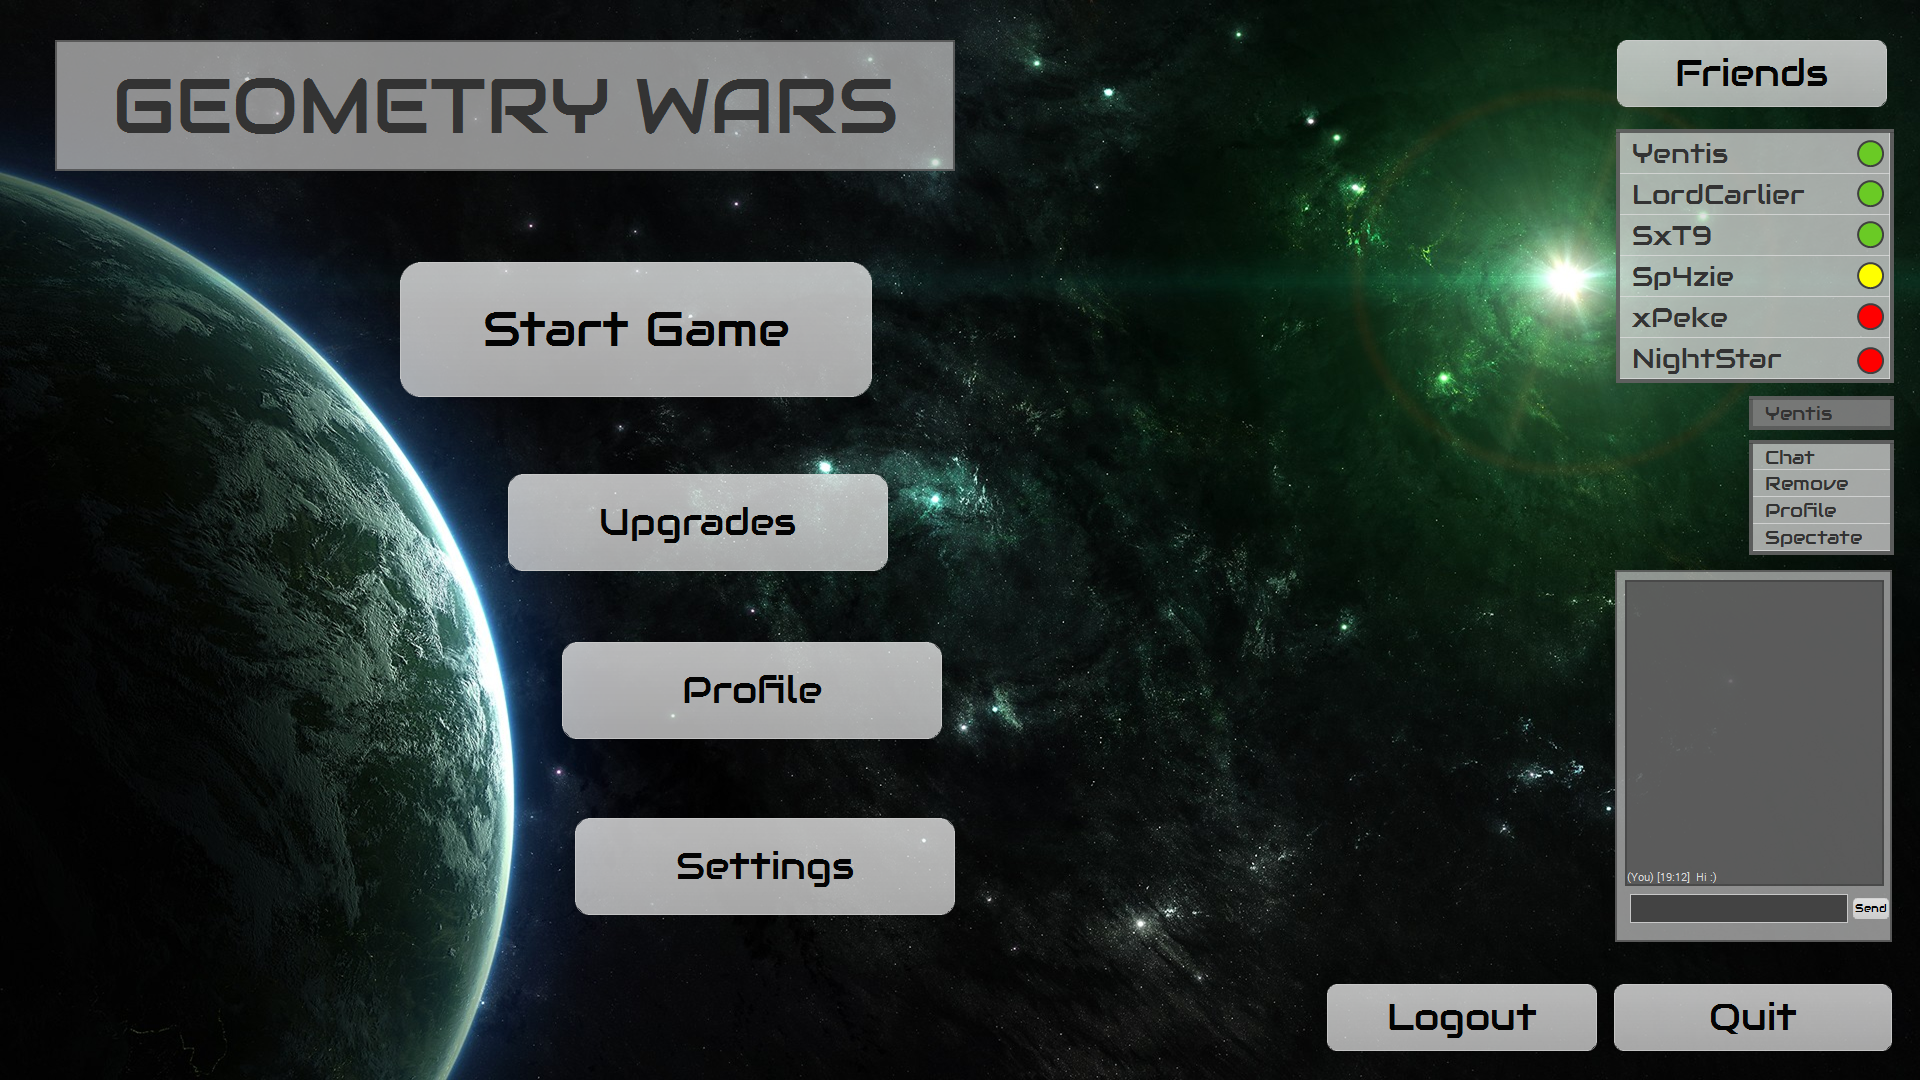 GEOMETRY WARS
Start Game
Upgrades
Profile
Settings
Friends
Yentis
LordCarlier
SxT9
Sp4zie
xPeke
NightStar
Yentis
Chat
Remove
Profile
Spectate
(You) [19:12] Hi :)
Send
Logout
Quit